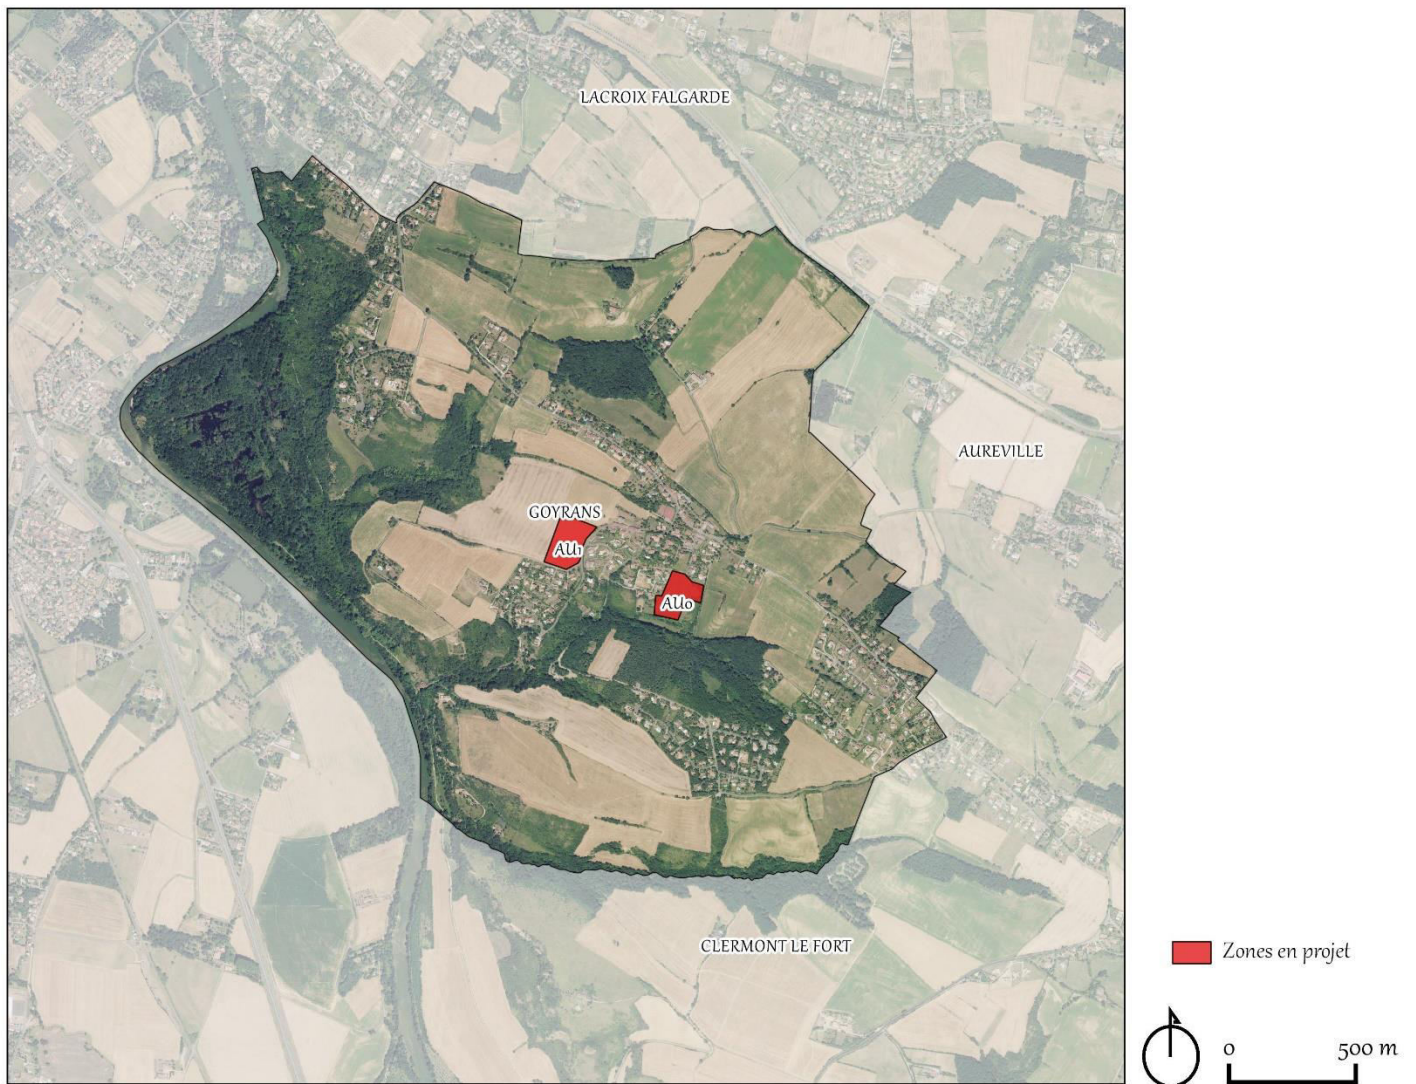 LACROIX FALGARDE
AUREVILLE
GOYRANS
AU1
AU0
CLERMONT LE FORT
Zones en projet
0 500 m